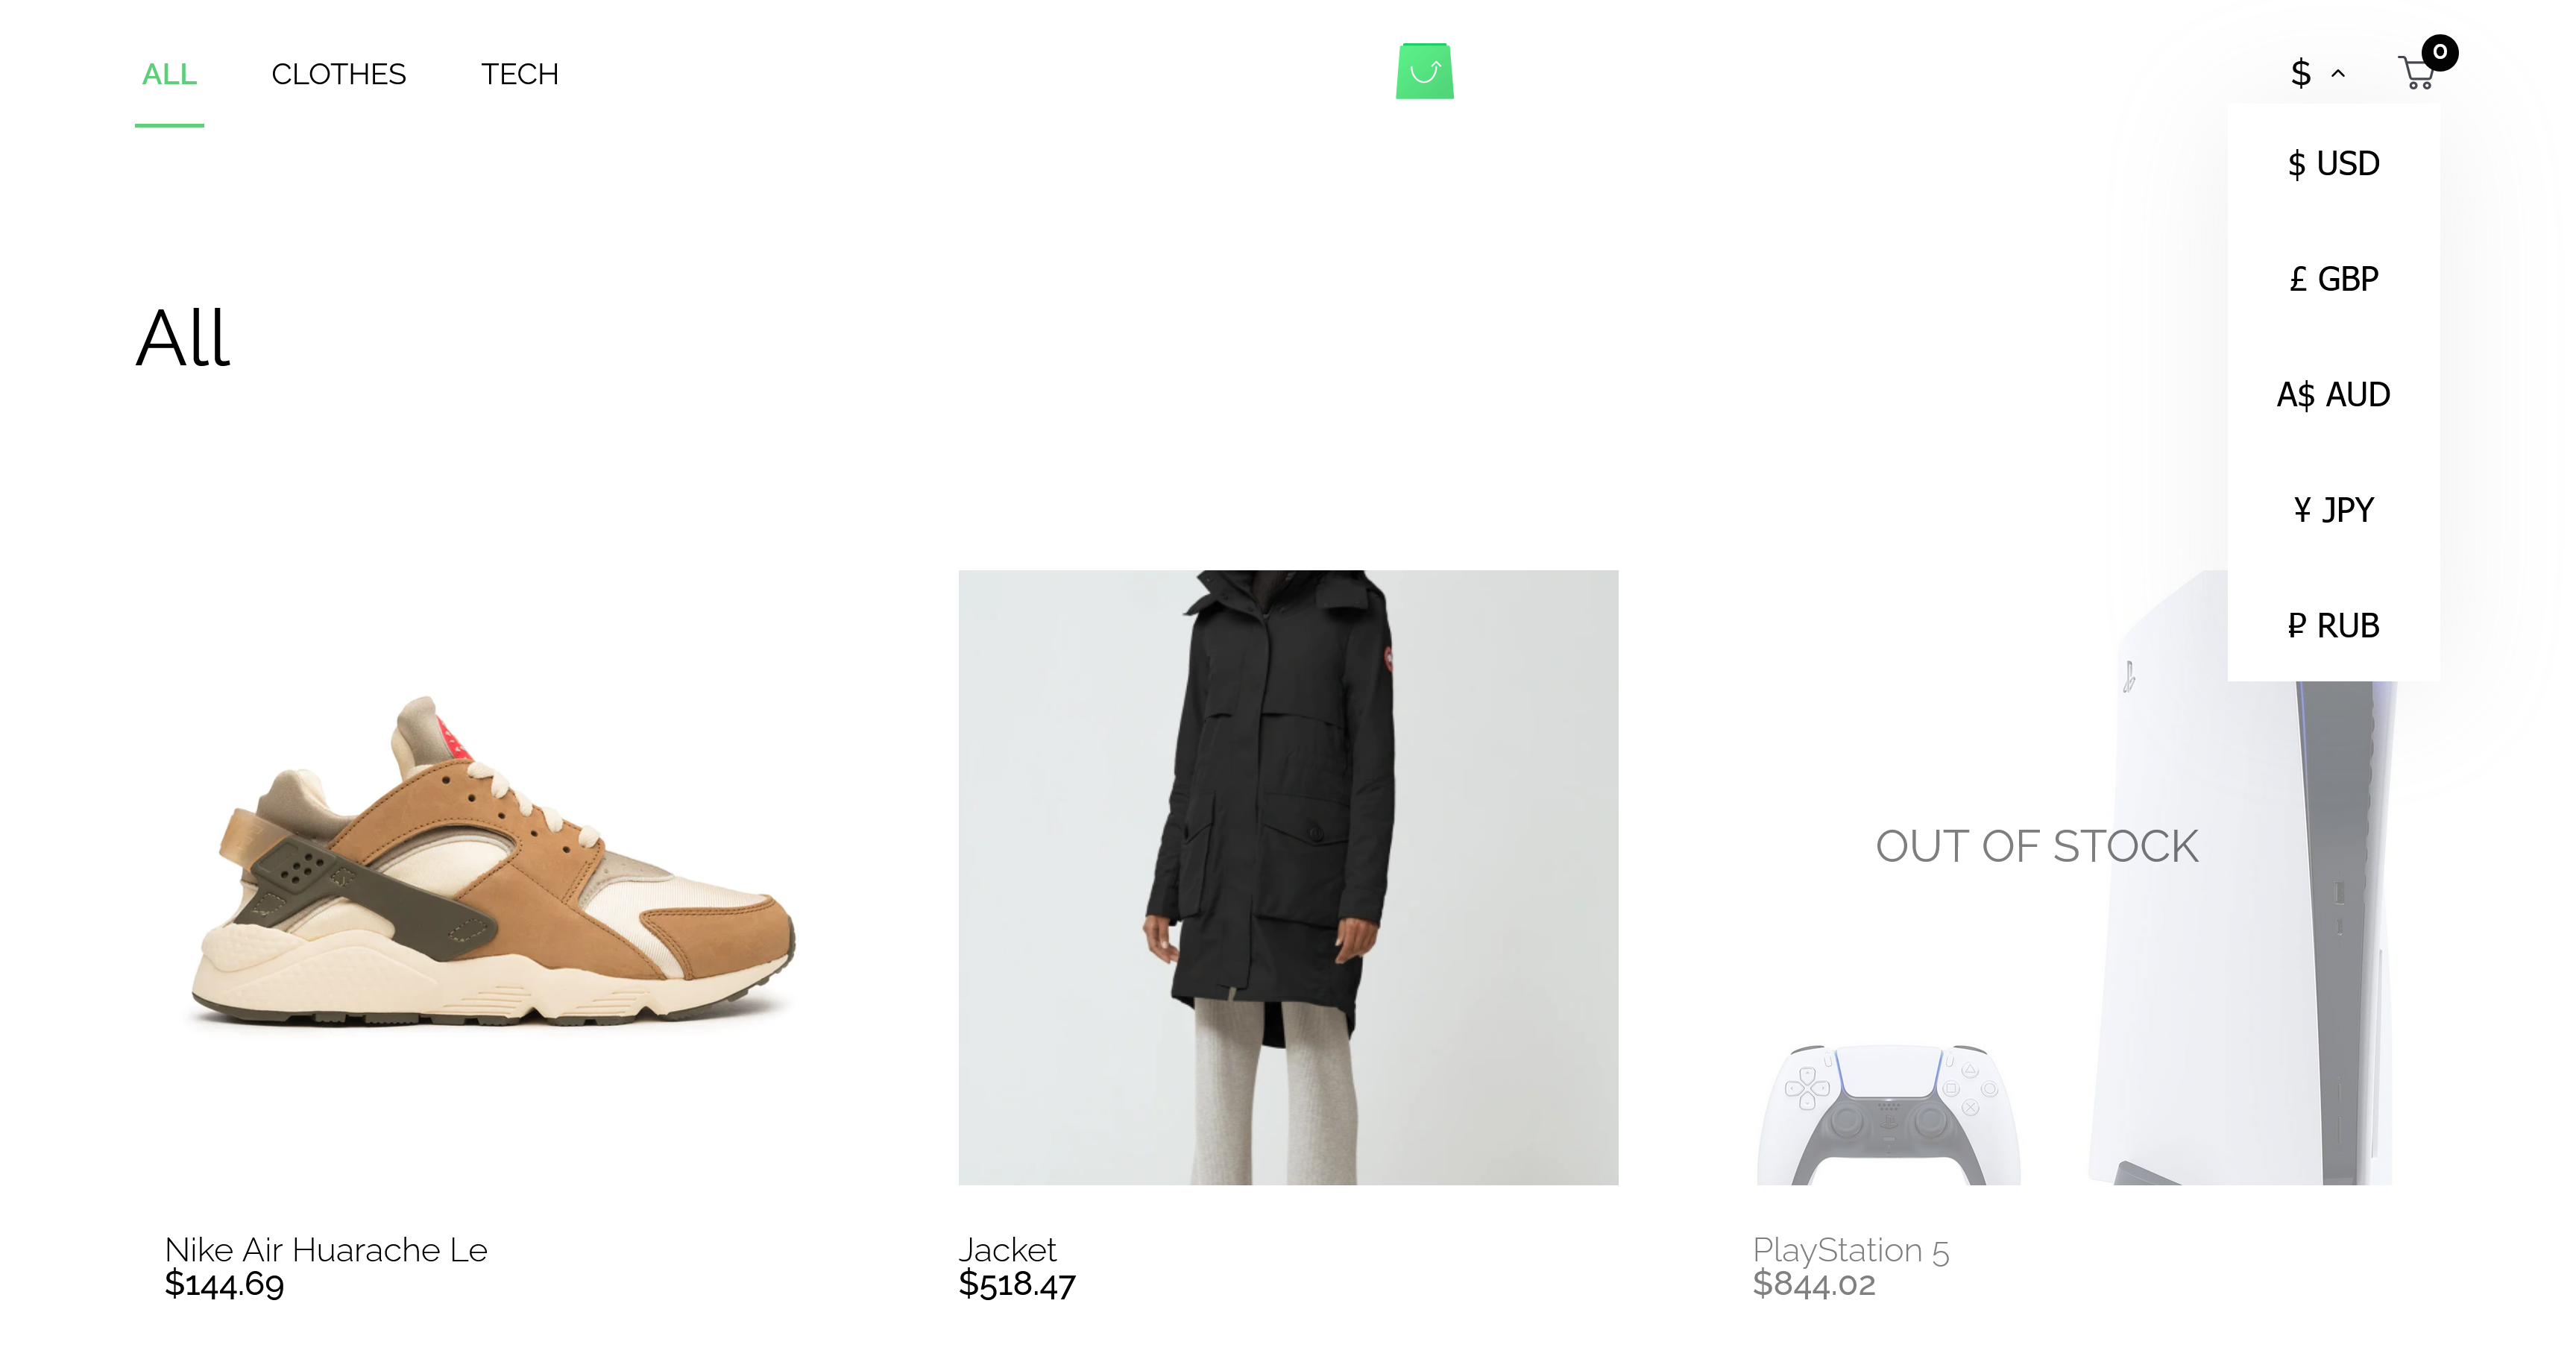 ALL
CLOTHES
TECH
$
0
$ USD
£ GBP
A$ AUD
¥ JPY
₽ RUB
All
OUT OF STOCK
Nike Air Huarache Le
$144.69
Jacket
$518.47
PlayStation 5
$844.02